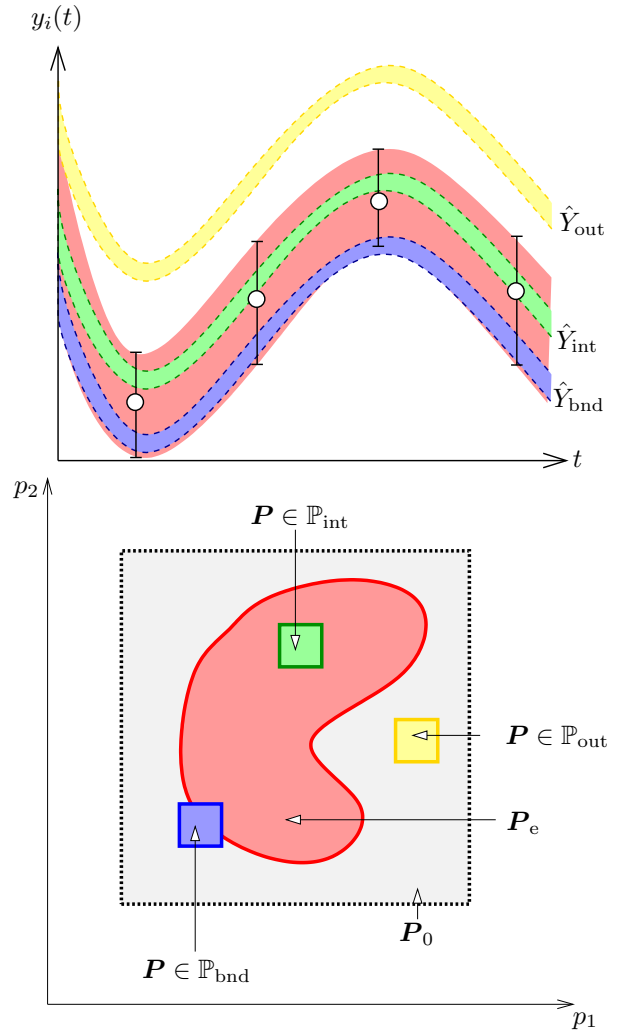 y_i(t)
Ŷ_out
Ŷ_int
Ŷ_bnd
t
p_2
P ∈ ℙ_int
P ∈ ℙ_out
P_e
P_0
P ∈ ℙ_bnd
p_1